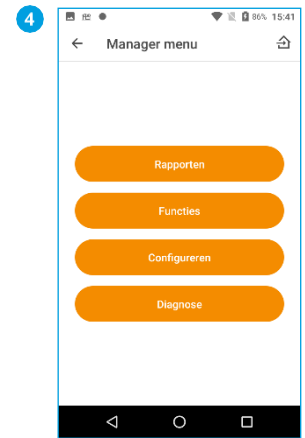 4
86% 15:41
Manager menu
Rapporten
Functies
Configureren
Diagnose